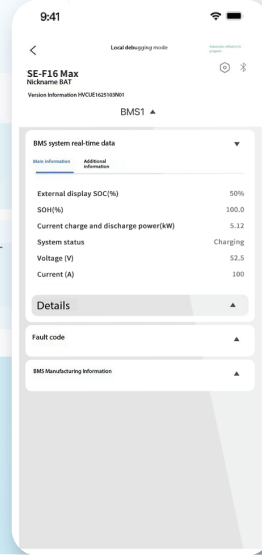 9:41
Local debugging mode
SE-F16 Max
Nickname BAT
Version Information HVCUE1625103N01
BMS1 ▲
BMS system real-time data ▼
Main information Additional information
External display SOC(%) 50%
SOH(%) 100.0
Current charge and discharge power(kW) 5.12
System status Charging
Voltage (V) 52.5
Current (A) 100
Details ▲
Fault code ▲
BMS Manufacturing Information ▲